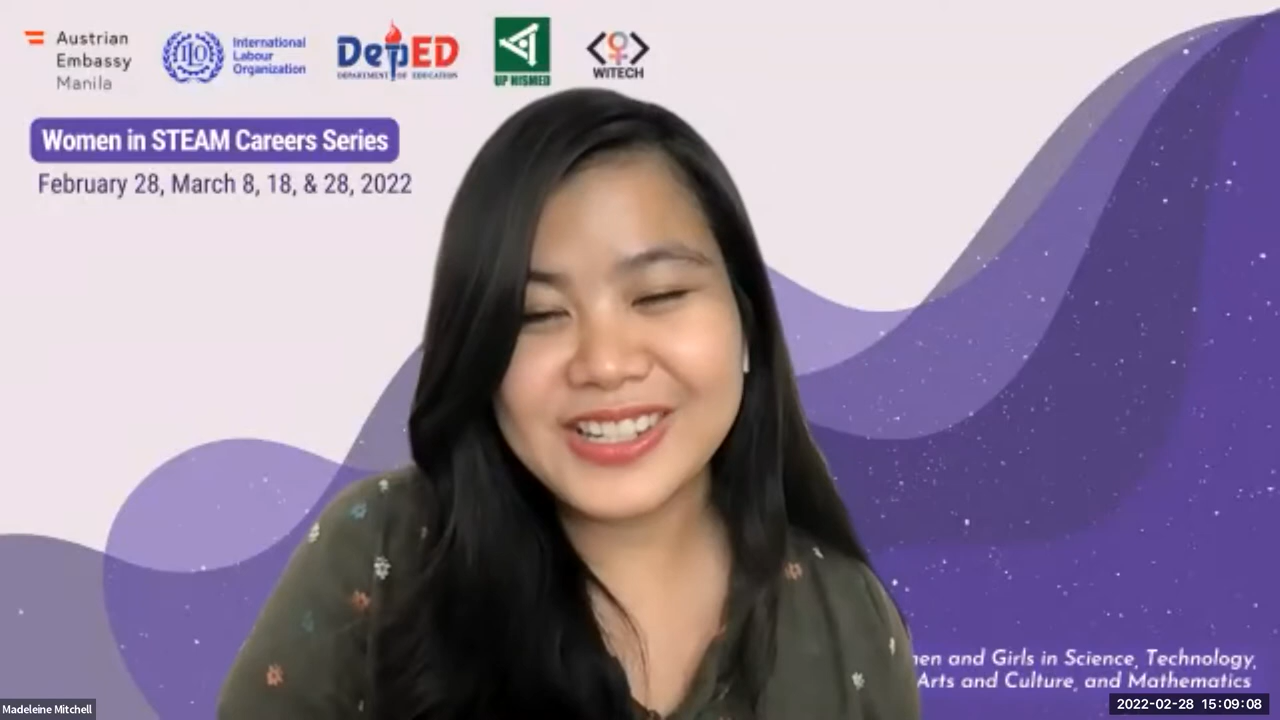 Austrian
Embassy
Manila
International
Labour
Organization
DepED
DEPARTMENT OF EDUCATION
UP NISMED
WITECH
Women in STEAM Careers Series
February 28, March 8, 18, & 28, 2022
and Girls in Science, Technology,
Arts and Culture, and Mathematics
Madeleine Mitchell
2022-02-28 15:09:08